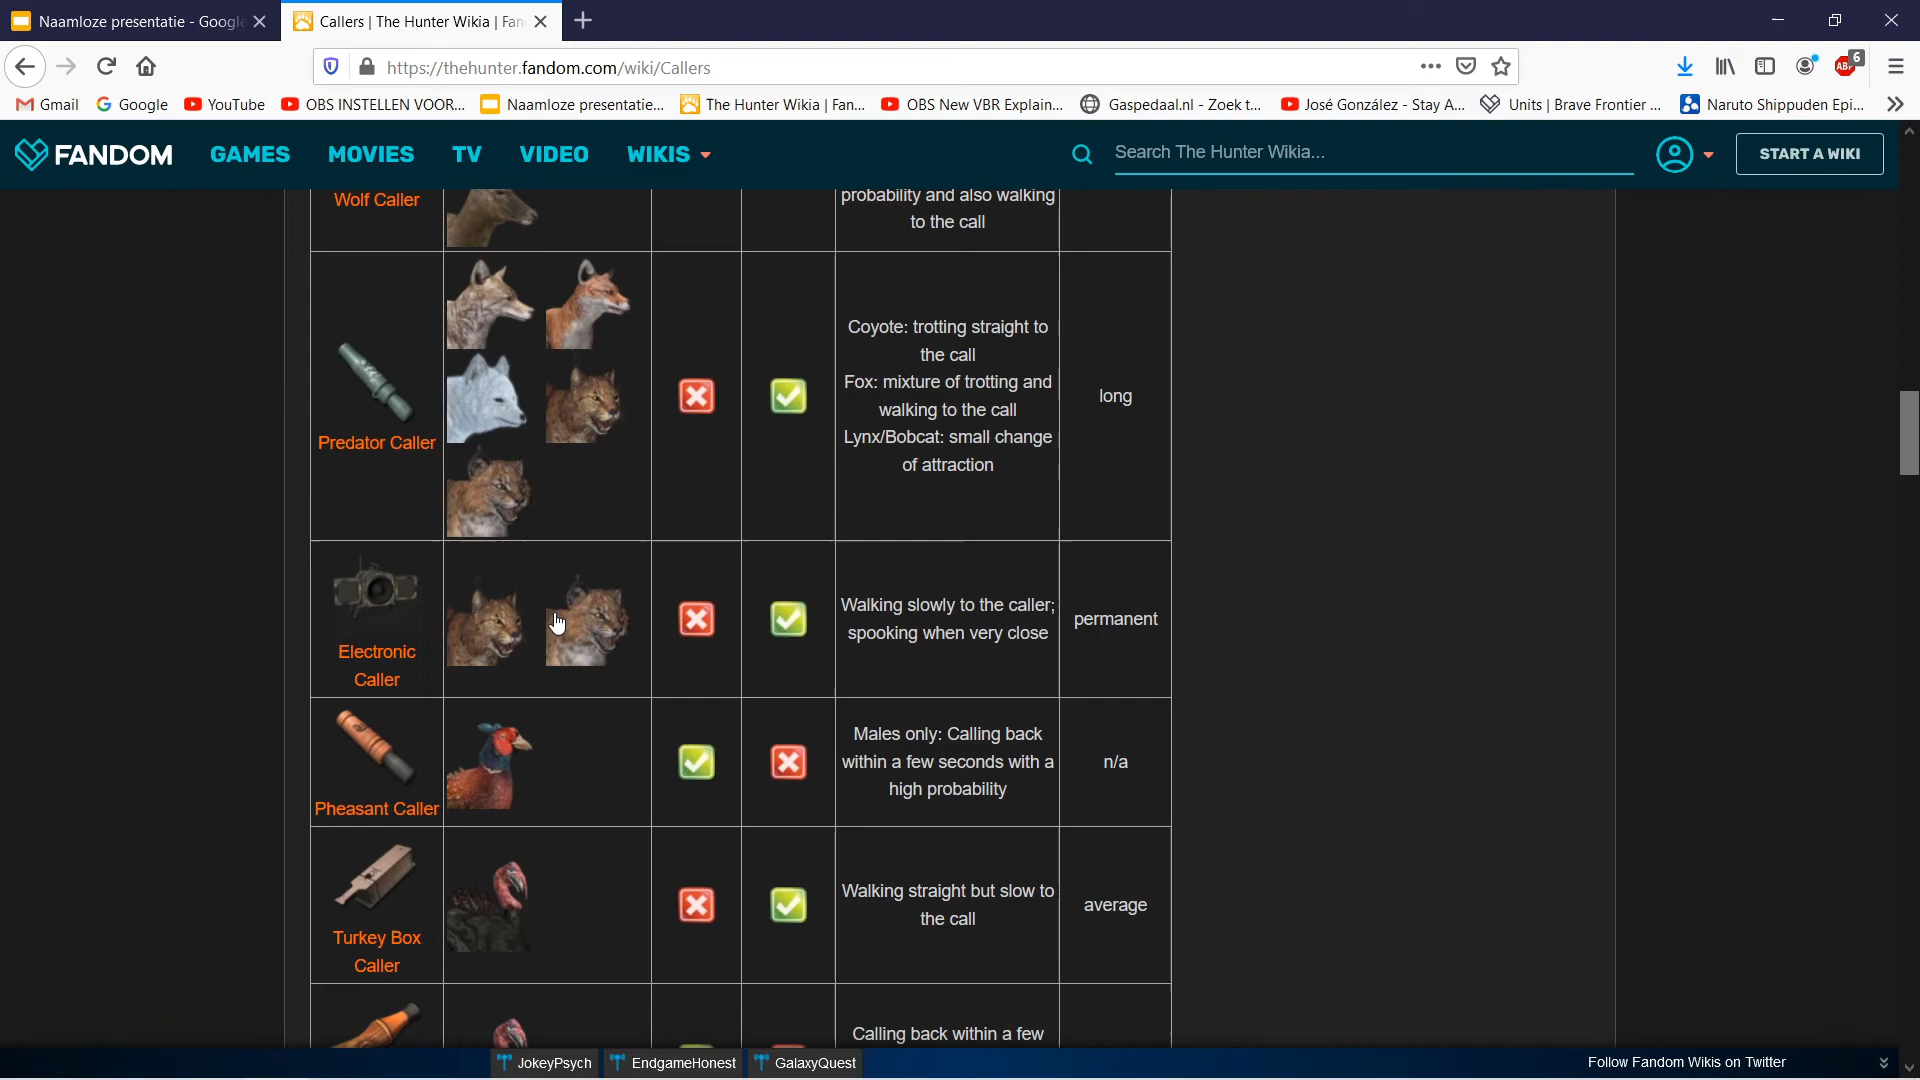 Naamloze presentatie - Google
Callers | The Hunter Wikia | Fan
https://thehunter.fandom.com/wiki/Callers
ABP
6
Gmail
Google
YouTube
OBS INSTELLEN VOOR...
Naamloze presentatie...
The Hunter Wikia | Fan...
OBS New VBR Explain...
Gaspedaal.nl - Zoek t...
José González - Stay A...
Units | Brave Frontier ...
Naruto Shippuden Epi...
FANDOM
GAMES
MOVIES
TV
VIDEO
WIKIS
Search The Hunter Wikia...
START A WIKI
Wolf Caller
probability and also walking
to the call
Predator Caller
Coyote: trotting straight to
the call
Fox: mixture of trotting and
walking to the call
Lynx/Bobcat: small change
of attraction
long
Electronic
Caller
Walking slowly to the caller;
spooking when very close
permanent
Pheasant Caller
Males only: Calling back
within a few seconds with a
high probability
n/a
Turkey Box
Caller
Walking straight but slow to
the call
average
Calling back within a few
JokeyPsych
EndgameHonest
GalaxyQuest
Follow Fandom Wikis on Twitter